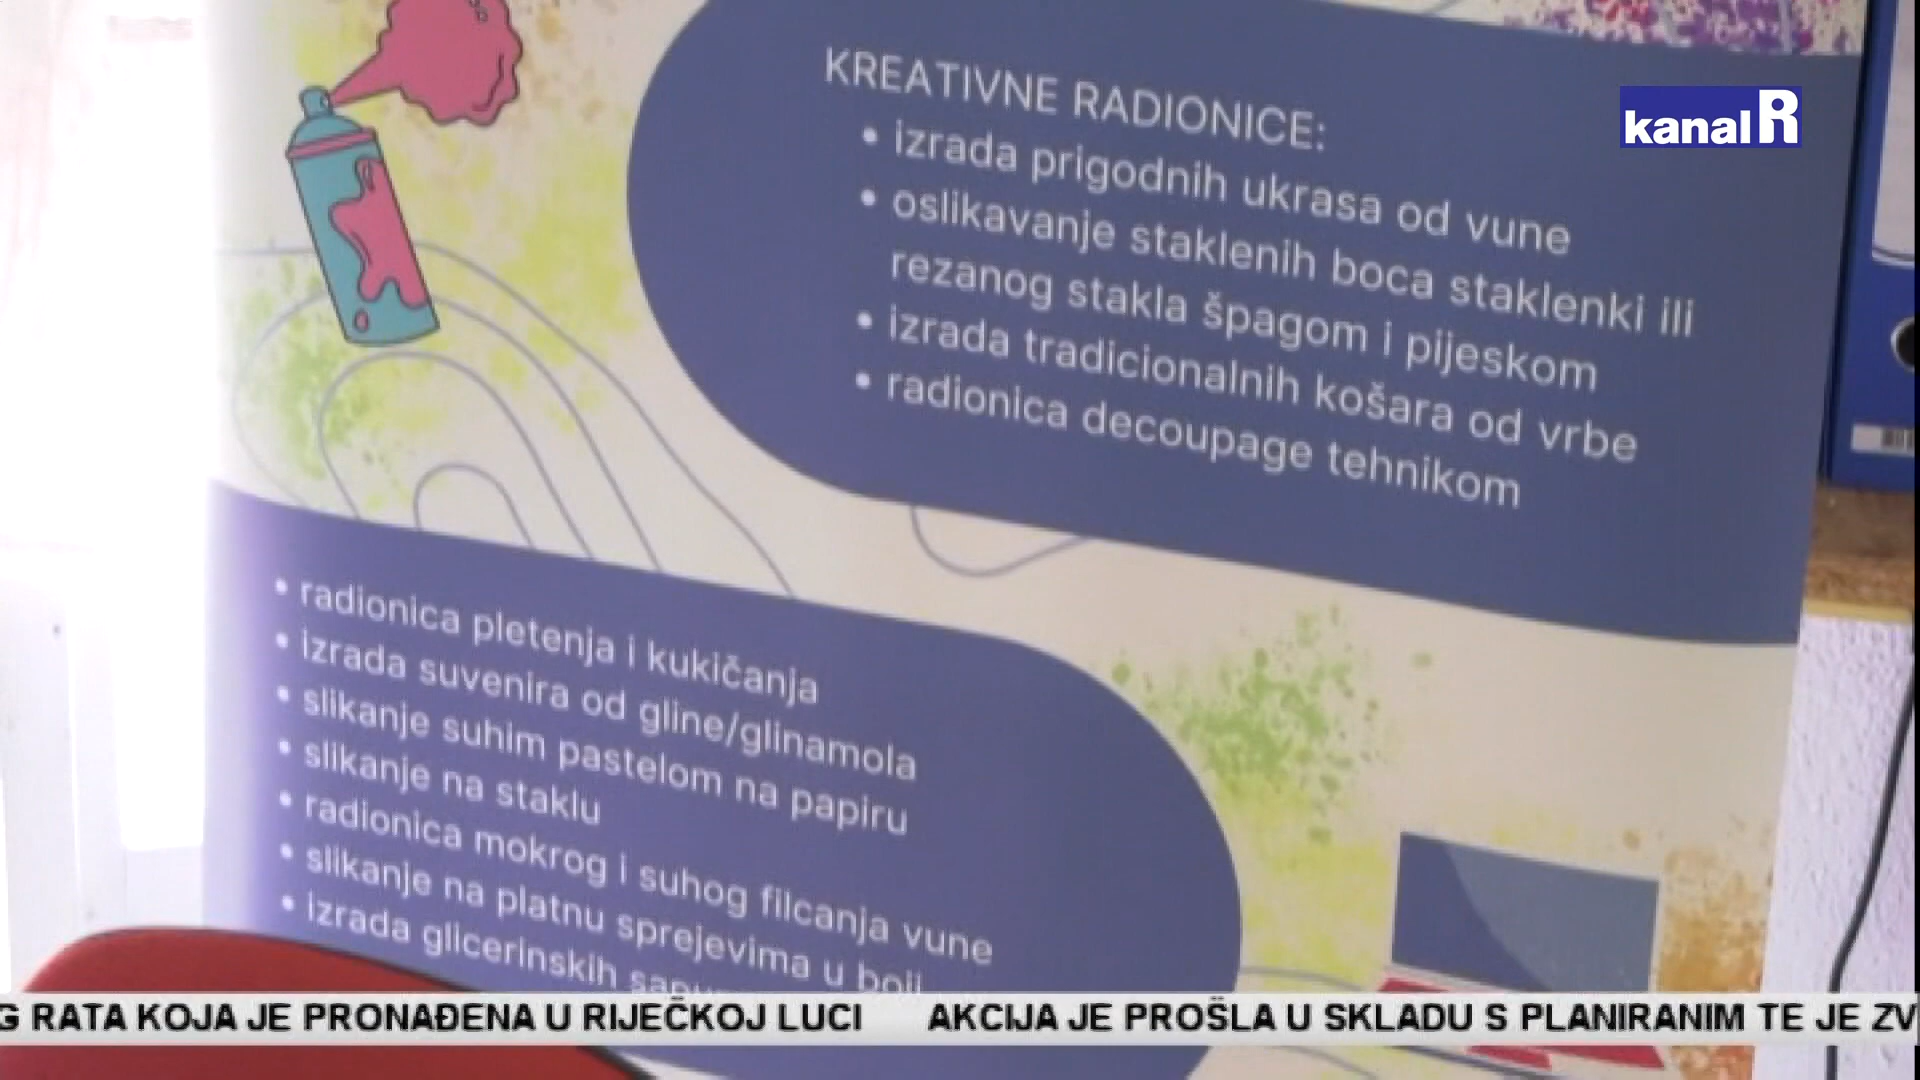 KREATIVNE RADIONICE:
• izrada prigodnih ukrasa od vune
• oslikavanje staklenih boca staklenki ili
rezanog stakla špagom i pijeskom
• izrada tradicionalnih košara od vrbe
• radionica decoupage tehnikom
kanal R
• radionica pletenja i kukičanja
• izrada suvenira od gline/glinamola
• slikanje suhim pastelom na papiru
• slikanje na staklu
• radionica mokrog i suhog filcanja vune
• slikanje na platnu sprejevima u boji
• izrada glicerinskih
G RATA KOJA JE PRONAĐENA U RIJEČKOJ LUCI AKCIJA JE PROŠLA U SKLADU S PLANIRANIM TE JE ZV